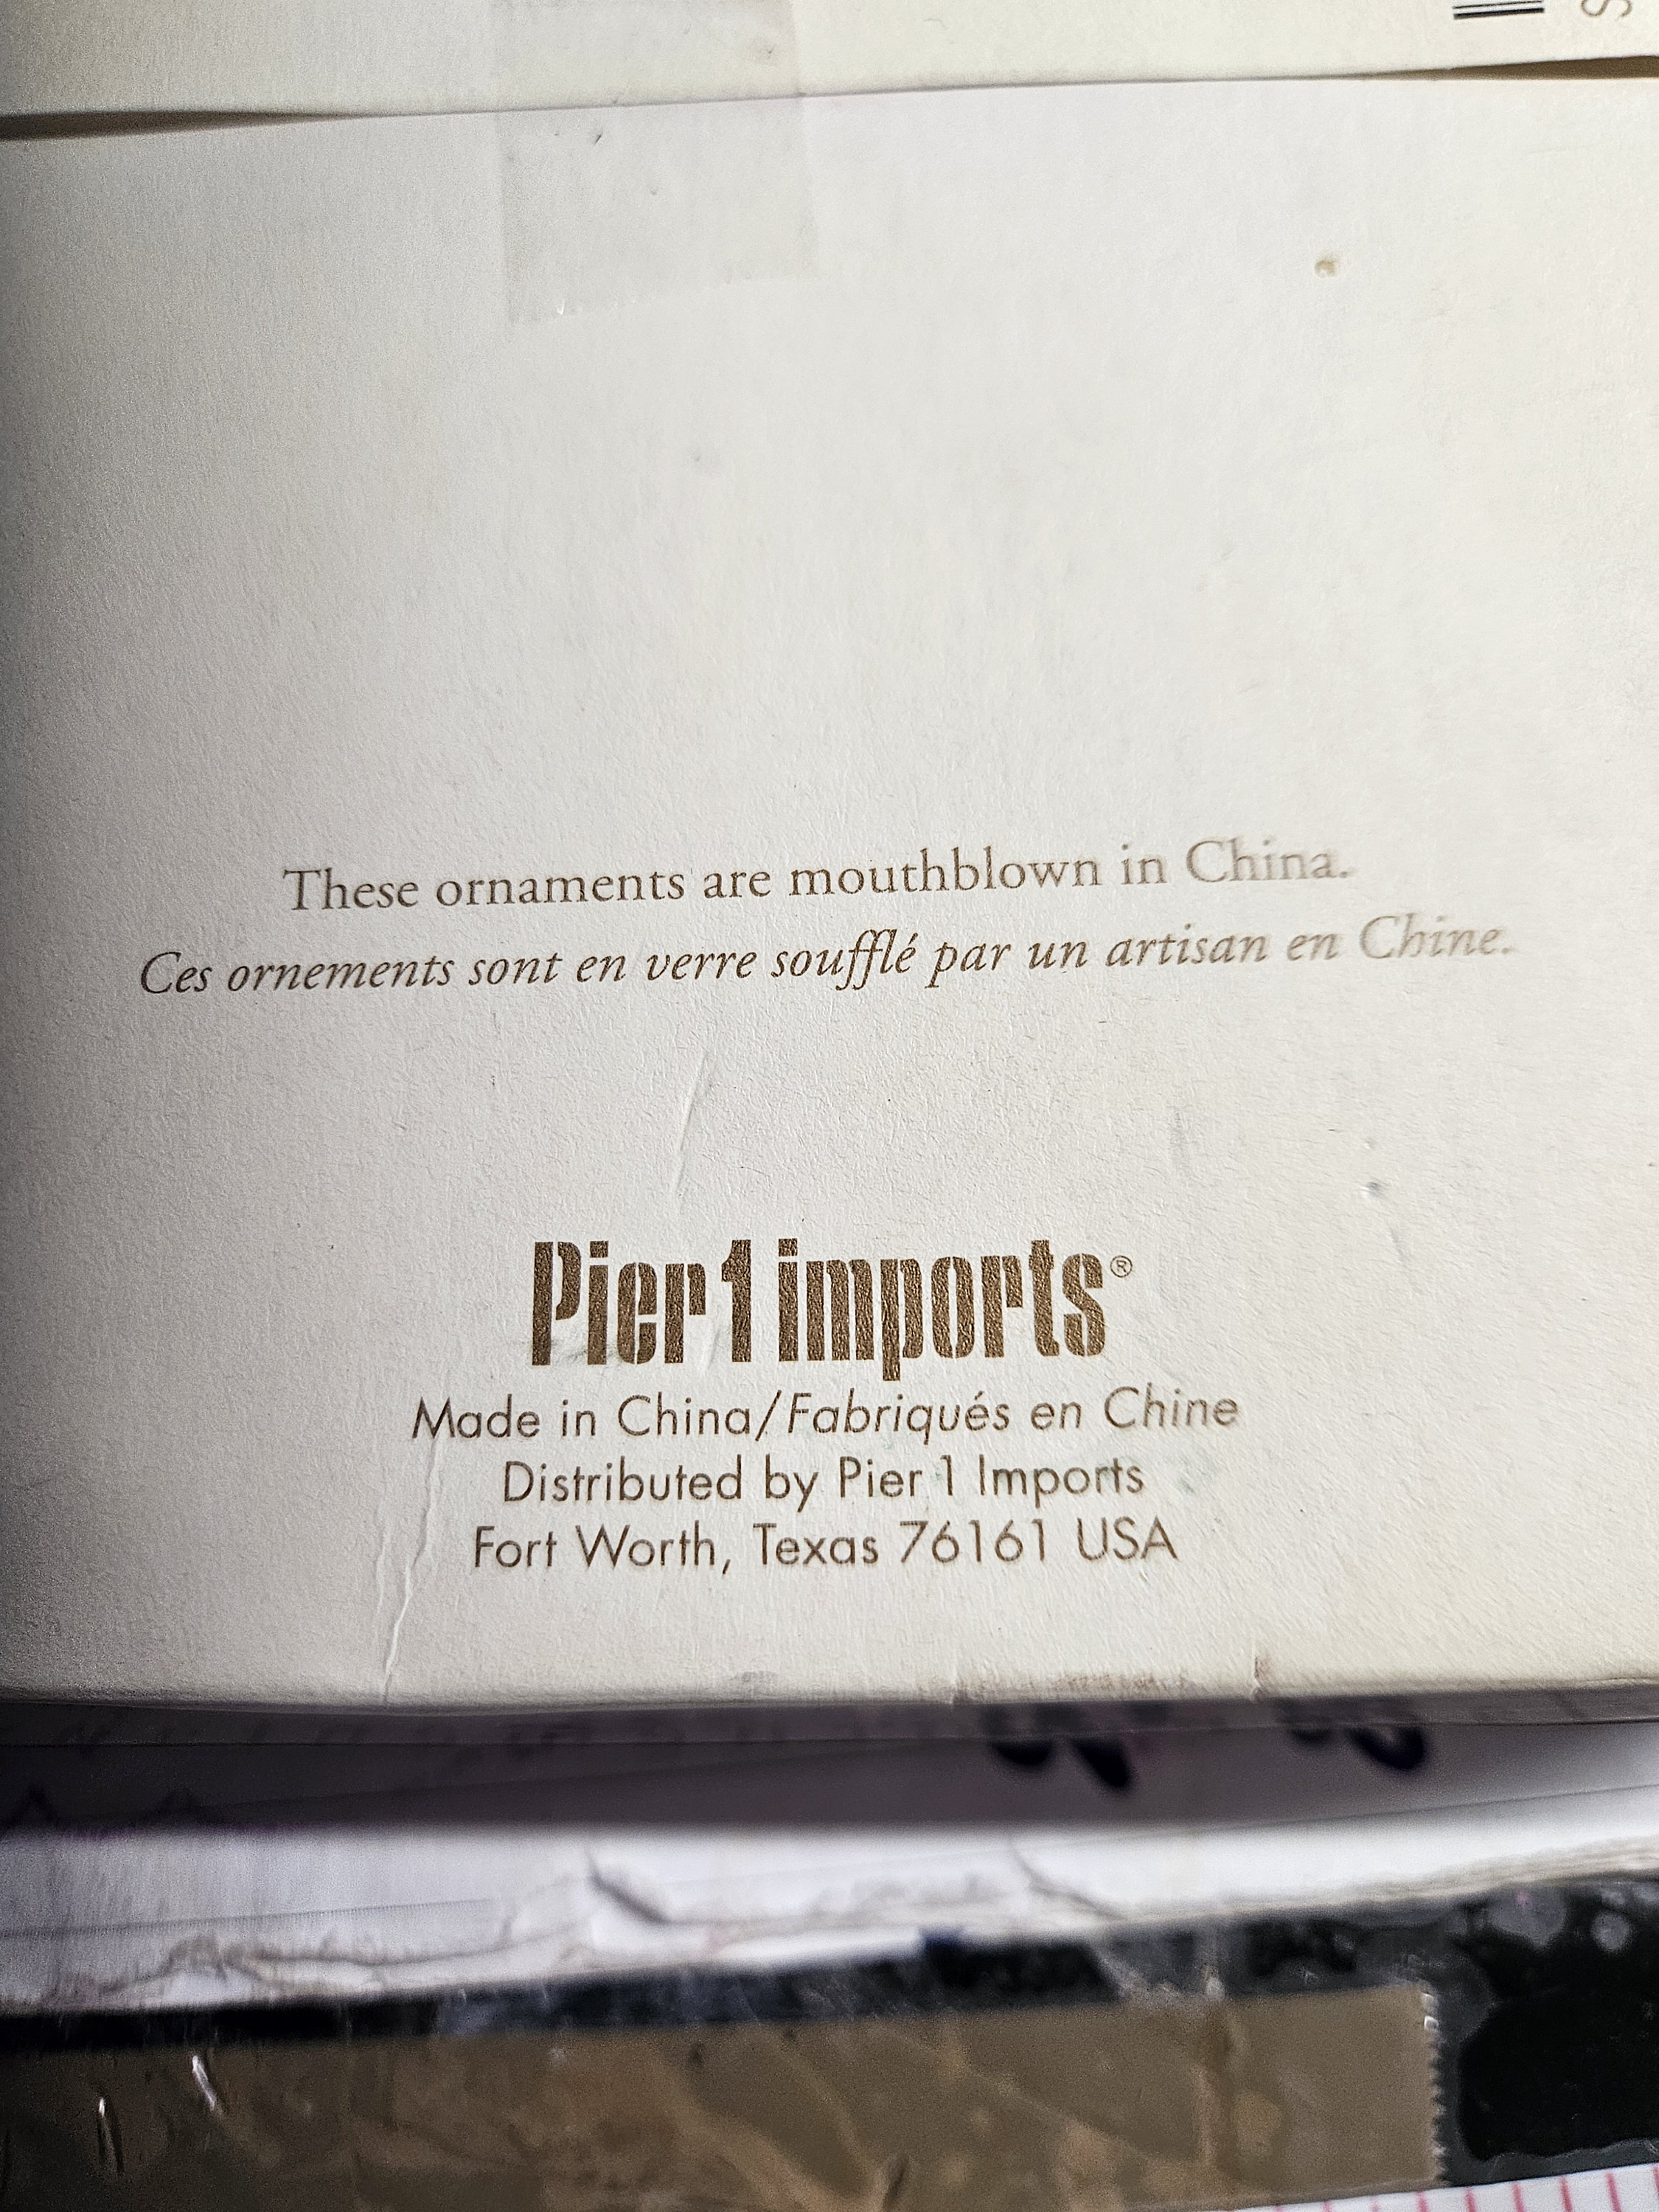 These ornaments are mouthblown in China.
Ces ornements sont en verre soufflé par un artisan en Chine.
Pier 1 imports®
Made in China/Fabriqués en Chine
Distributed by Pier 1 Imports
Fort Worth, Texas 76161 USA